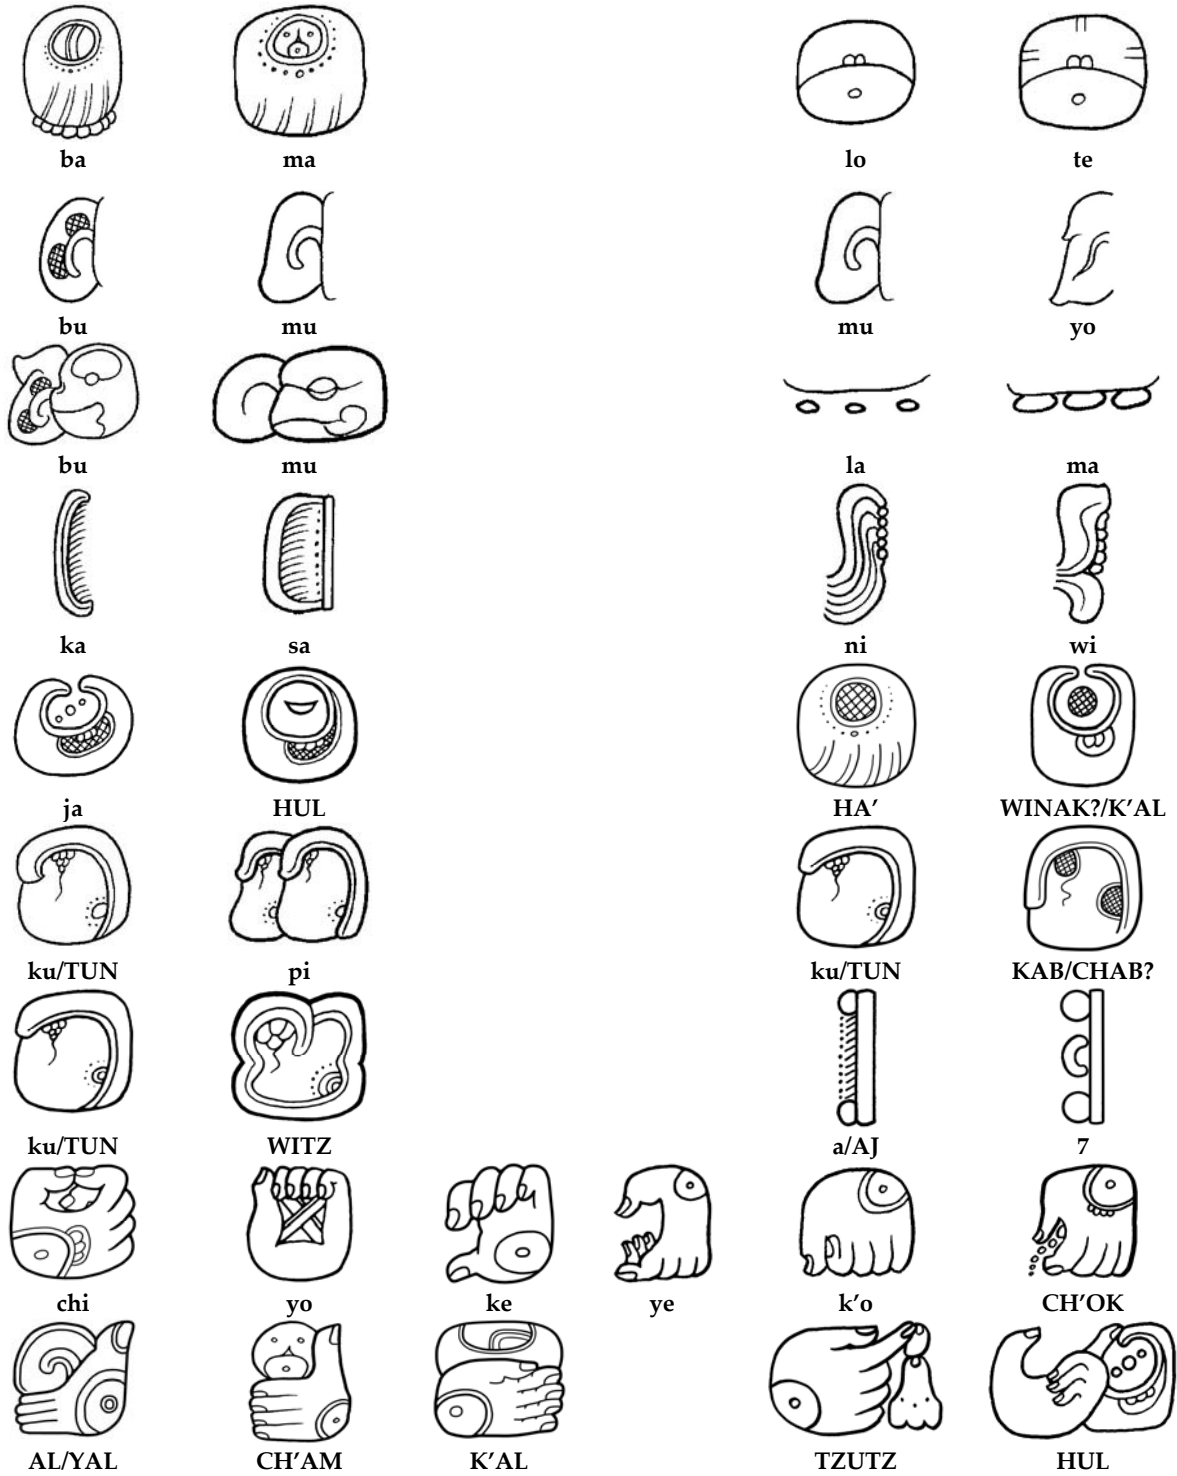 ba ma lo te
bu mu mu yo
bu mu la ma
ka sa ni wi
ja HUL HA’ WINAK?/K’AL
ku/TUN pi ku/TUN KAB/CHAB?
ku/TUN WITZ a/AJ 7
chi yo ke ye k’o CH’OK
AL/YAL CH’AM K’AL TZUTZ HUL